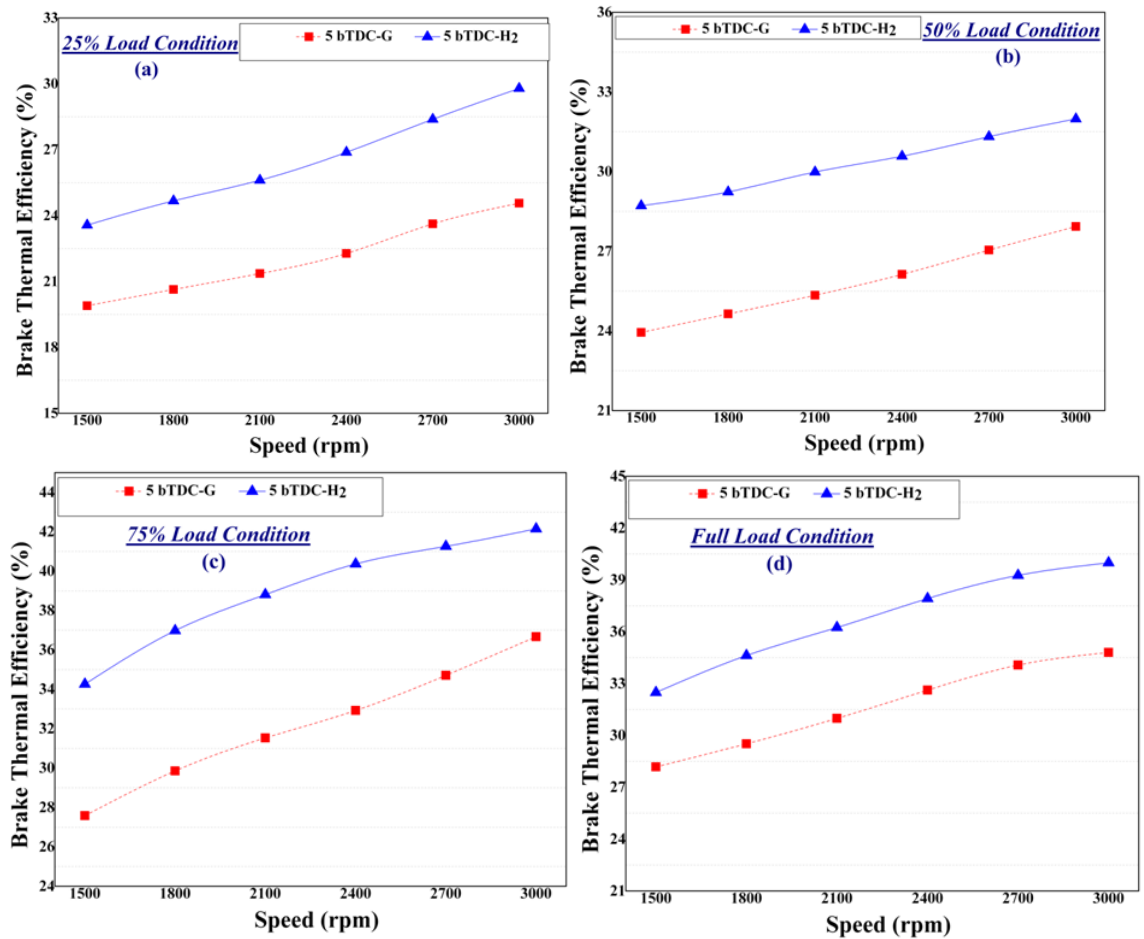 5 bTDC-G 5 bTDC-H2
25% Load Condition
(a)
Brake Thermal Efficiency (%)
33
30
27
24
21
18
15
1500 1800 2100 2400 2700 3000
Speed (rpm)
5 bTDC-G 5 bTDC-H2
50% Load Condition
(b)
Brake Thermal Efficiency (%)
36
33
30
27
24
21
1500 1800 2100 2400 2700 3000
Speed (rpm)
5 bTDC-G 5 bTDC-H2
75% Load Condition
(c)
Brake Thermal Efficiency (%)
44
42
40
38
36
34
32
30
28
26
24
1500 1800 2100 2400 2700 3000
Speed (rpm)
5 bTDC-G 5 bTDC-H2
Full Load Condition
(d)
Brake Thermal Efficiency (%)
45
42
39
36
33
30
27
24
21
1500 1800 2100 2400 2700 3000
Speed (rpm)